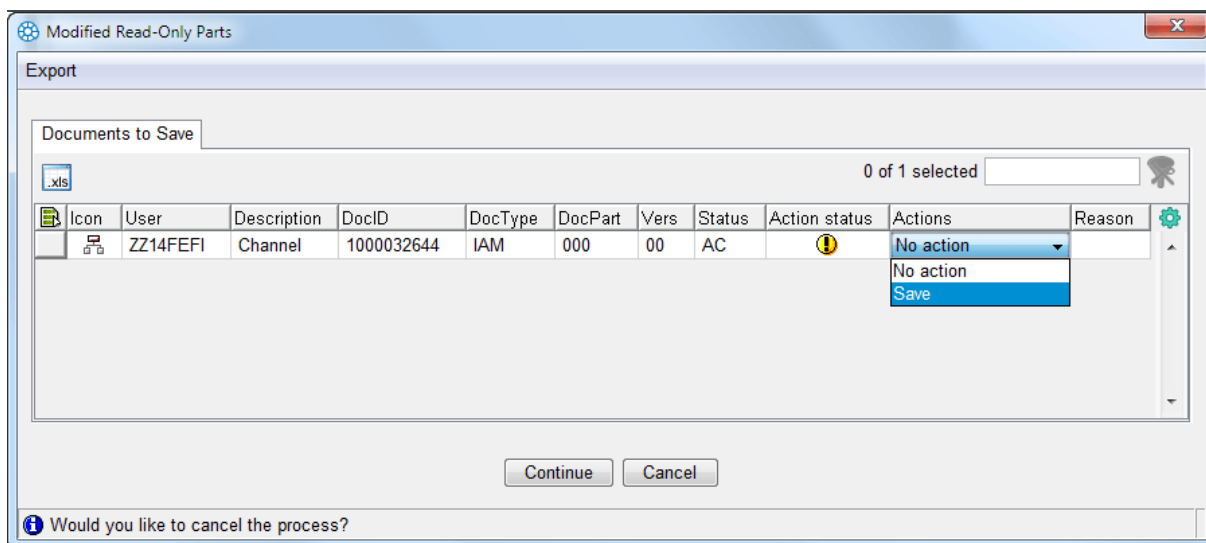 Modified Read-Only Parts
x
Export
Documents to Save
.xls
0 of 1 selected
Icon User Description DocID DocType DocPart Vers Status Action status Actions Reason
ZZ14FEFI Channel 1000032644 IAM 000 00 AC No action
No action
Save
Continue Cancel
Would you like to cancel the process?